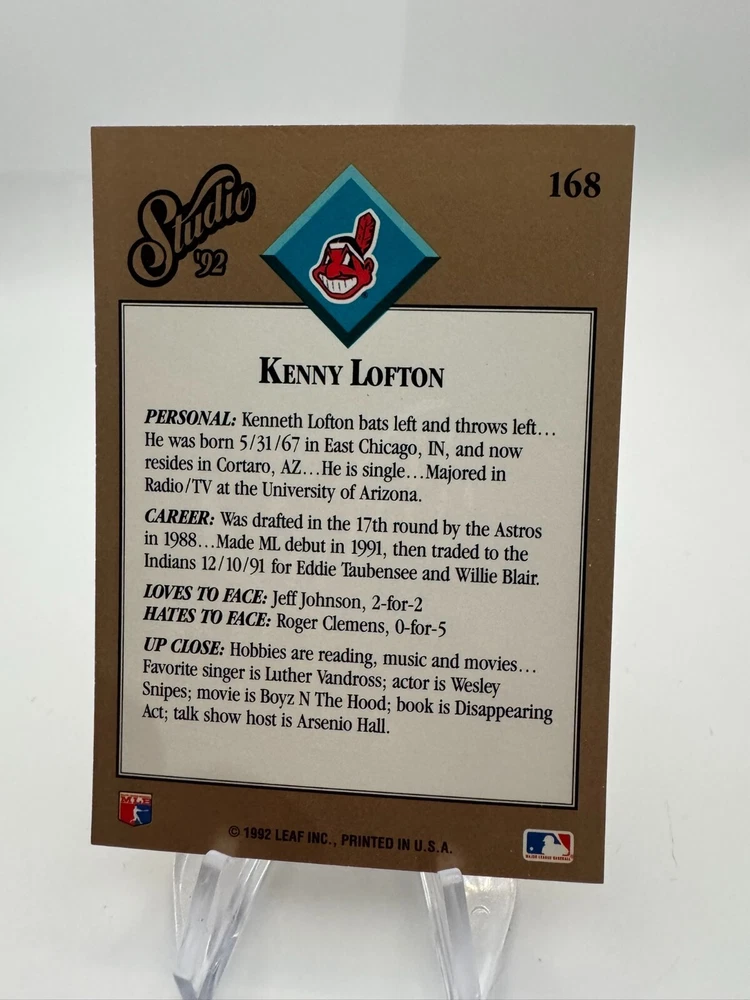 Studio
'92
168
KENNY LOFTON
PERSONAL: Kenneth Lofton bats left and throws left...
He was born 5/31/67 in East Chicago, IN, and now
resides in Cortaro, AZ...He is single...Majored in
Radio/TV at the University of Arizona.
CAREER: Was drafted in the 17th round by the Astros
in 1988...Made ML debut in 1991, then traded to the
Indians 12/10/91 for Eddie Taubensee and Willie Blair.
LOVES TO FACE: Jeff Johnson, 2-for-2
HATES TO FACE: Roger Clemens, 0-for-5
UP CLOSE: Hobbies are reading, music and movies...
Favorite singer is Luther Vandross; actor is Wesley
Snipes; movie is Boyz N The Hood; book is Disappearing
Act; talk show host is Arsenio Hall.
© 1992 LEAF INC., PRINTED IN U.S.A.
MAJOR LEAGUE BASEBALL